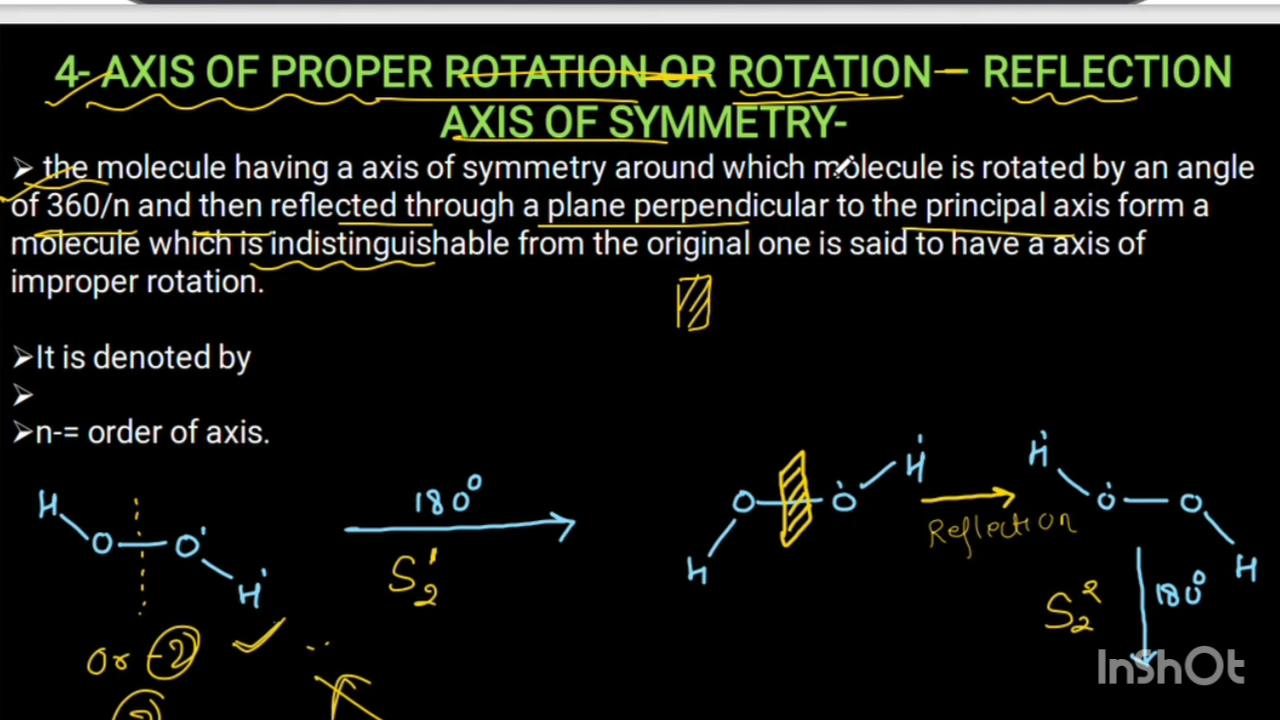 4- AXIS OF PROPER ROTATION OR ROTATION- REFLECTION
AXIS OF SYMMETRY-
➢ the molecule having a axis of symmetry around which molecule is rotated by an angle
of 360/n and then reflected through a plane perpendicular to the principal axis form a
molecule which is indistinguishable from the original one is said to have a axis of
improper rotation.
➢It is denoted by
➢
➢n-= order of axis.
H
O - O'
H'
180°
S₂¹
H'
O - O'
H
Reflection
H'
O' - O
H
S₂²
180°
Or -2
InShOt